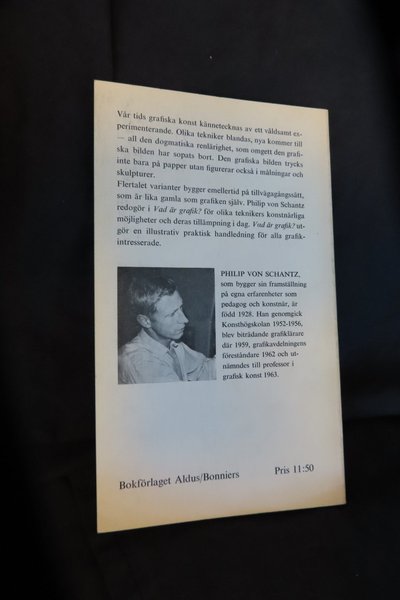 Vår tids grafiska konst kännetecknas av ett våldsamt ex-
perimenterande. Olika tekniker blandas, nya kommer till
— all den dogmatiska renlärighet, som omgett den grafi-
ska bilden har sopats bort. Den grafiska bilden trycks
inte bara på papper utan figurerar också i målningar och
skulpturer.
Flertalet varianter bygger emellertid på tillvägagångssätt,
som är lika gamla som grafiken själv. Philip von Schantz
redogör i Vad är grafik? för olika teknikers konstnärliga
möjligheter och deras tillämpning i dag. Vad är grafik? ut-
gör en illustrativ praktisk handledning för alla grafik-
intresserade.
PHILIP VON SCHANTZ,
som bygger sin framställning
på egna erfarenheter som
pedagog och konstnär, är
född 1928. Han genomgick
Konsthögskolan 1952-1956,
blev biträdande grafiklärare
där 1959, grafikavdelningens
föreståndare 1962 och ut-
nämndes till professor i
grafisk konst 1963.
Bokförlaget Aldus/Bonniers
Pris 11:50